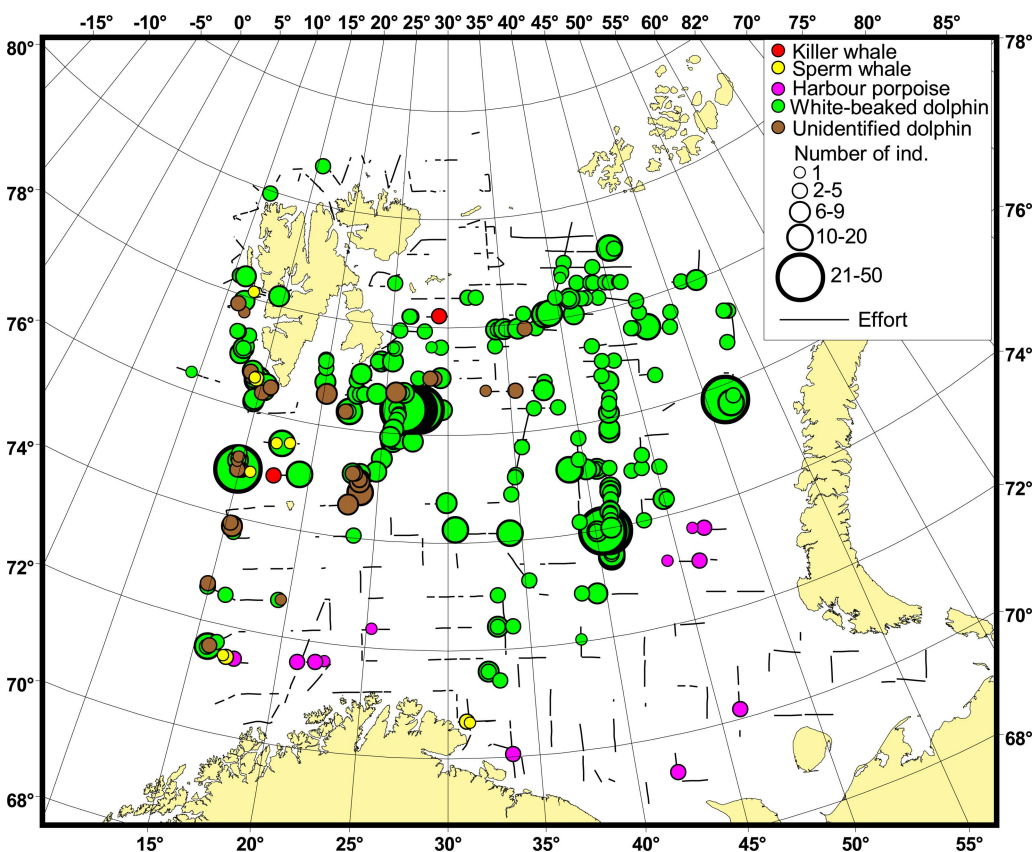 -15° -10° -5° 0° 5° 10° 15° 20° 25° 30° 35° 40° 45° 50° 55° 60° 82° 70° 75° 80° 85°
80° 78°
Killer whale
Sperm whale
Harbour porpoise
White-beaked dolphin
Unidentified dolphin
Number of ind.
1
2-5
6-9
10-20
21-50
Effort
78° 76°
76° 74°
74° 72°
72° 70°
70° 68°
68°
15° 20° 25° 30° 35° 40° 45° 50° 55°